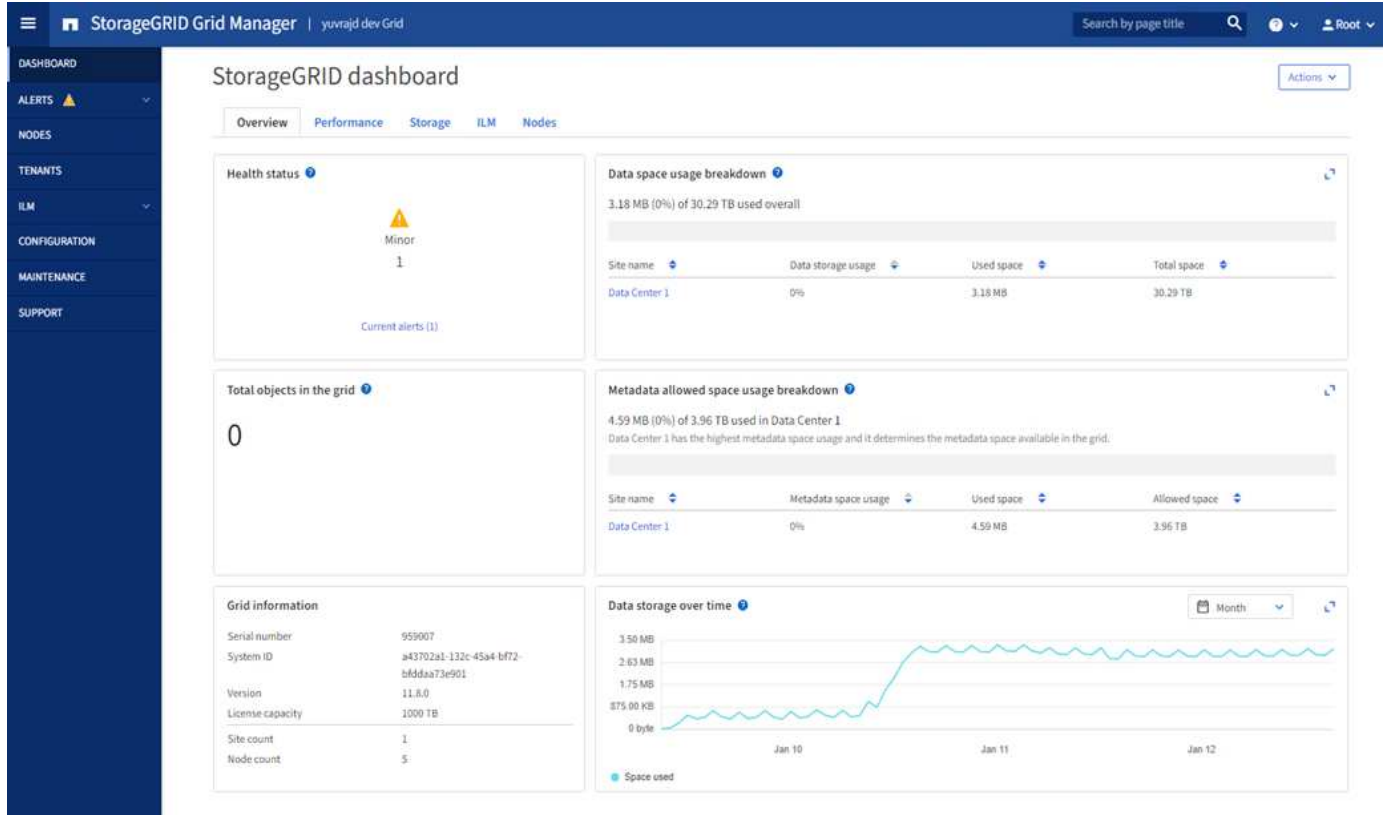 StorageGRID Grid Manager | yuvrajd dev Grid
Search by page title
Root
DASHBOARD
ALERTS
NODES
TENANTS
ILM
CONFIGURATION
MAINTENANCE
SUPPORT
StorageGRID dashboard
Actions
Overview Performance Storage ILM Nodes
Health status
Minor
1
Current alerts (1)
Data space usage breakdown
3.18 MB (0%) of 30.29 TB used overall
Site name Data storage usage Used space Total space
Data Center 1 0% 3.18 MB 30.29 TB
Total objects in the grid
0
Metadata allowed space usage breakdown
4.59 MB (0%) of 3.96 TB used in Data Center 1
Data Center 1 has the highest metadata space usage and it determines the metadata space available in the grid.
Site name Metadata space usage Used space Allowed space
Data Center 1 0% 4.59 MB 3.96 TB
Grid information
Serial number 959007
System ID a43702a1-132c-45a4-bf72-
bfddaa73e901
Version 11.8.0
License capacity 1000 TB
Site count 1
Node count 5
Data storage over time
Month
3.50 MB
2.63 MB
1.75 MB
875.00 KB
0 byte
Jan 10 Jan 11 Jan 12
Space used